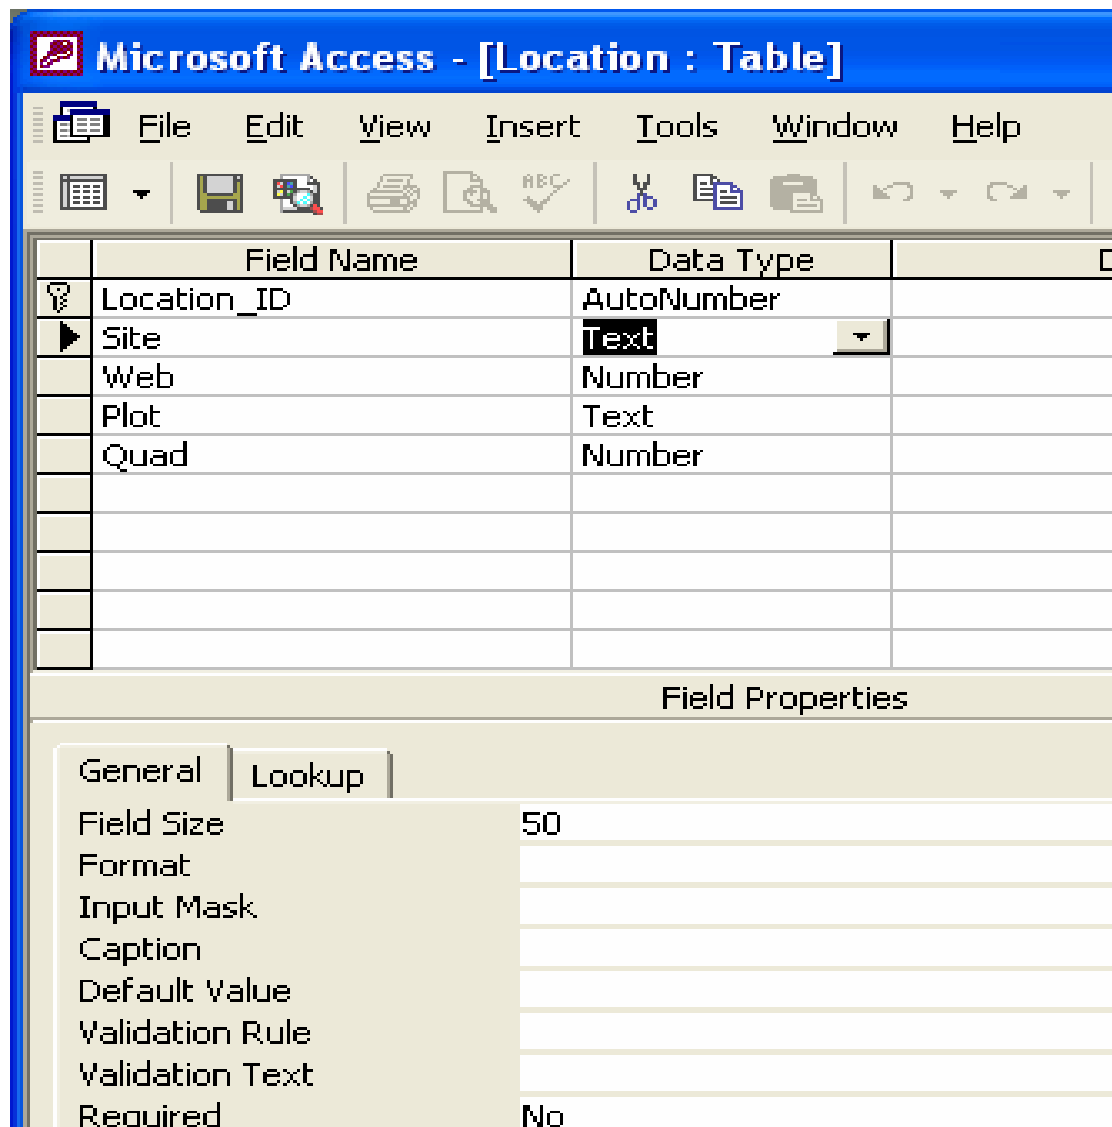 Microsoft Access - [Location : Table]
File Edit View Insert Tools Window Help
ABC
Field Name Data Type
Location_ID AutoNumber
Site Text
Web Number
Plot Text
Quad Number
Field Properties
General Lookup
Field Size 50
Format
Input Mask
Caption
Default Value
Validation Rule
Validation Text
Required No